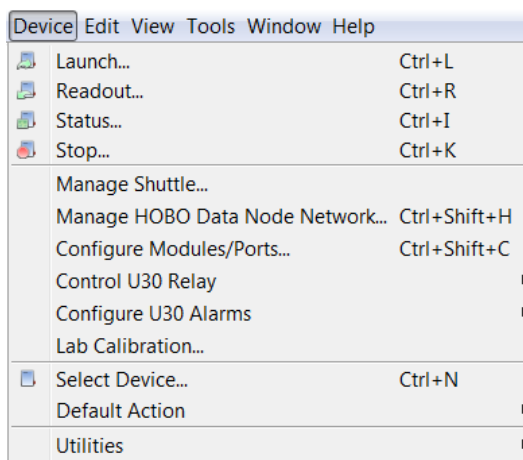 Device Edit View Tools Window Help
Launch... Ctrl+L
Readout... Ctrl+R
Status... Ctrl+I
Stop... Ctrl+K
Manage Shuttle...
Manage HOBO Data Node Network... Ctrl+Shift+H
Configure Modules/Ports... Ctrl+Shift+C
Control U30 Relay
Configure U30 Alarms
Lab Calibration...
Select Device... Ctrl+N
Default Action
Utilities